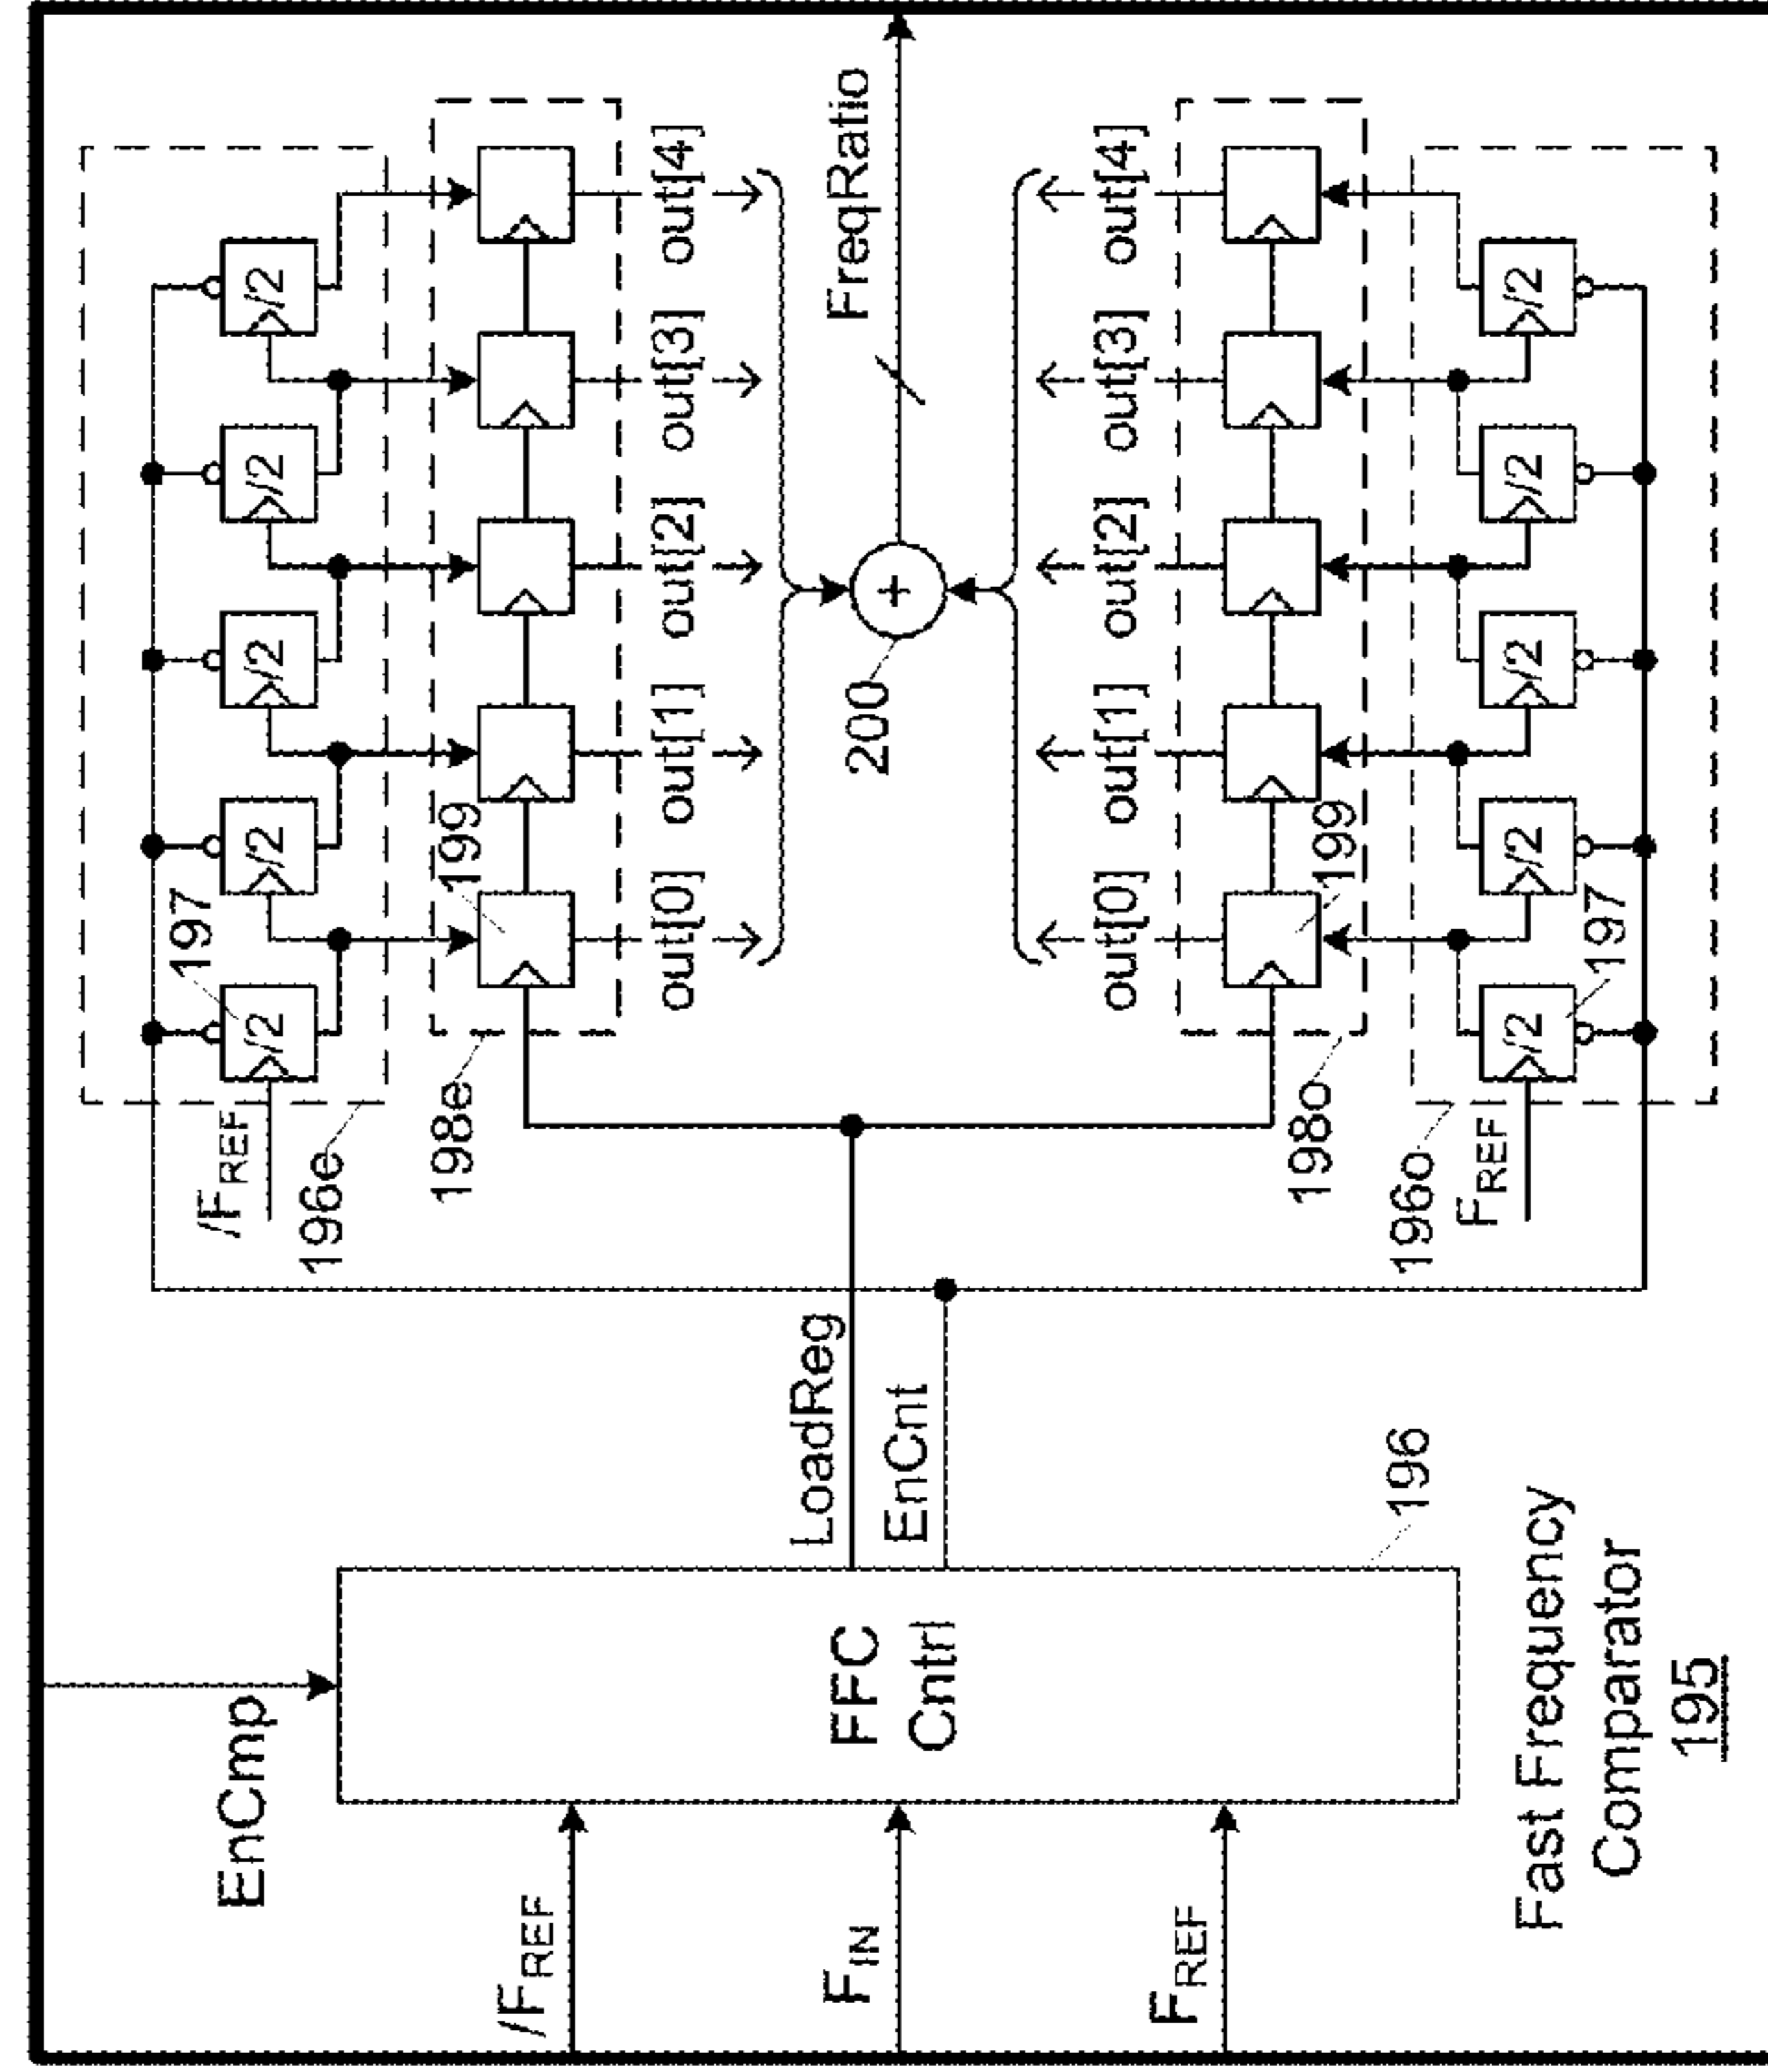 EnCmp
/FREF
FIN
FREF
FFC
Cntrl
196
LoadReg
EnCnt
/FREF
196e
197
/2 /2 /2 /2 /2
198e
199
out[0] out[1] out[2] out[3] out[4]
200
+
FreqRatio
out[0] out[1] out[2] out[3] out[4]
198o
199
196o
FREF
/2 /2 /2 /2 /2
197
Fast Frequency
Comparator
195